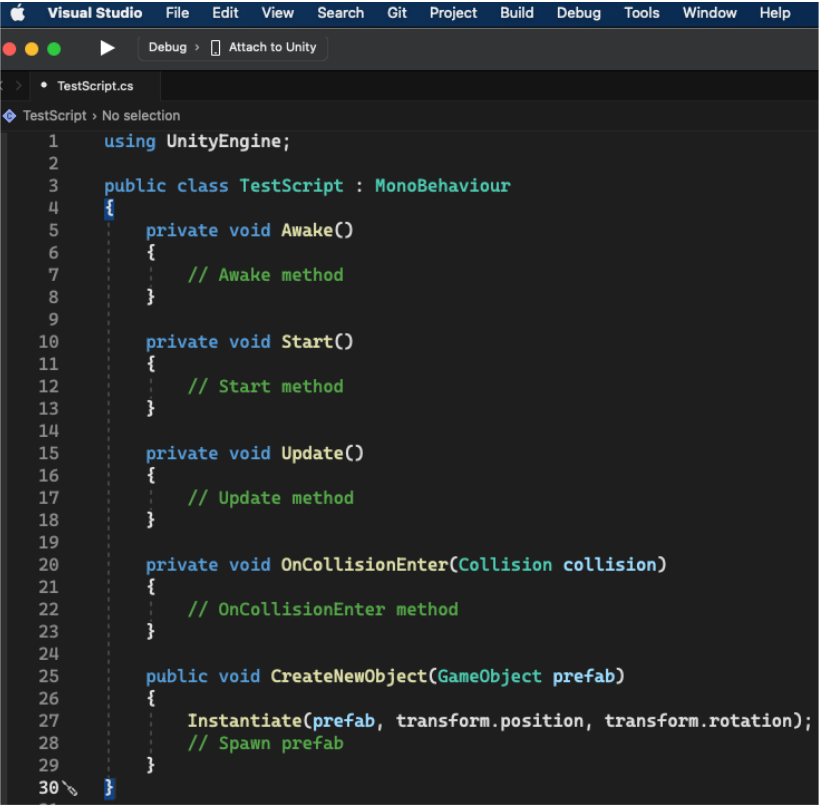 Visual Studio File Edit View Search Git Project Build Debug Tools Window Help
Debug › Attach to Unity
TestScript.cs
TestScript › No selection
1 using UnityEngine;
2
3 public class TestScript : MonoBehaviour
4 {
5     private void Awake()
6     {
7         // Awake method
8     }
9
10     private void Start()
11     {
12         // Start method
13     }
14
15     private void Update()
16     {
17         // Update method
18     }
19
20     private void OnCollisionEnter(Collision collision)
21     {
22         // OnCollisionEnter method
23     }
24
25     public void CreateNewObject(GameObject prefab)
26     {
27         Instantiate(prefab, transform.position, transform.rotation);
28         // Spawn prefab
29     }
30 }